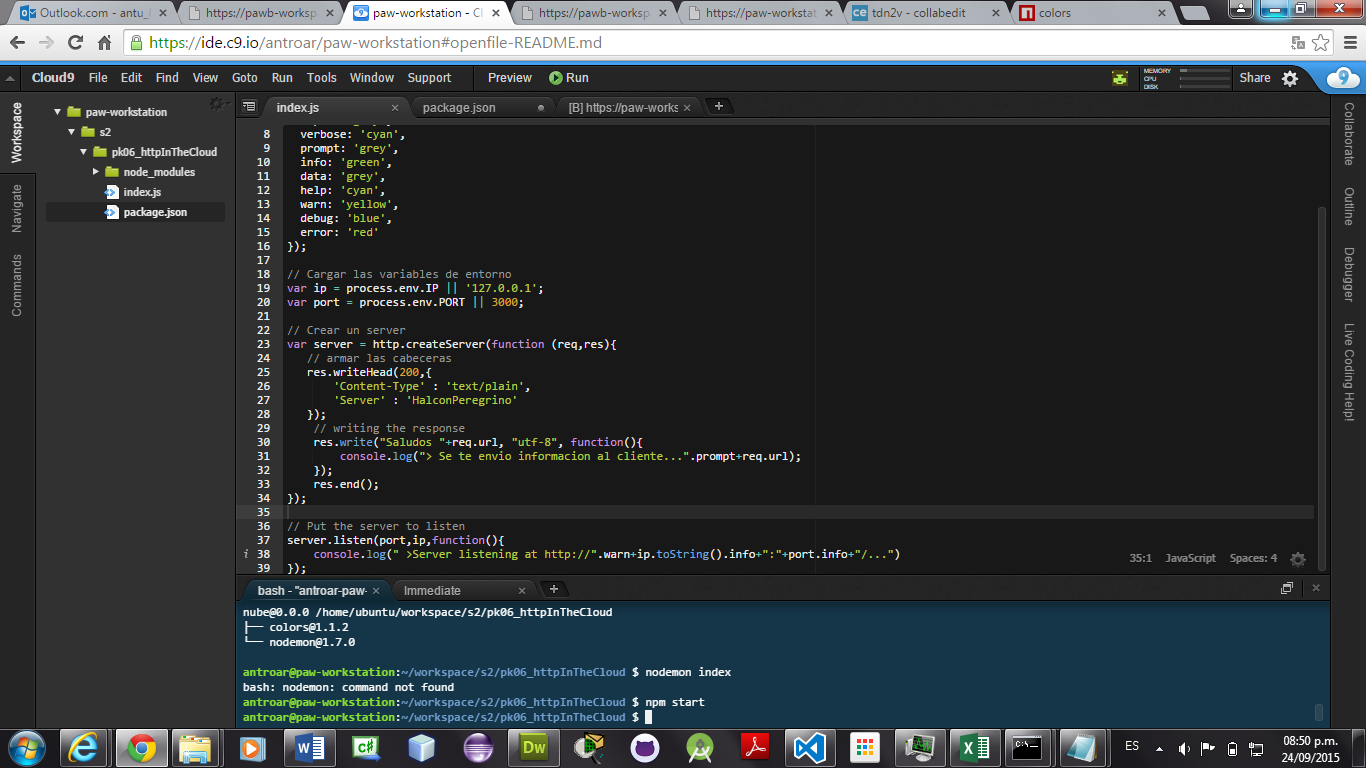 Outlook.com - antu_
https://pawb-worksp
paw-workstation - Cl
https://pawb-worksp
https://paw-workstat
tdn2v - collabedit
colors
https://ide.c9.io/antroar/paw-workstation#openfile-README.md
Cloud9 File Edit Find View Goto Run Tools Window Support Preview Run
MEMORY
CPU
DISK
Share
Workspace
Navigate
Commands
paw-workstation
s2
pk06_httpInTheCloud
node_modules
index.js
package.json
index.js
package.json
[B] https://paw-works
8 verbose: 'cyan',
9 prompt: 'grey',
10 info: 'green',
11 data: 'grey',
12 help: 'cyan',
13 warn: 'yellow',
14 debug: 'blue',
15 error: 'red'
16 });
17
18 // Cargar las variables de entorno
19 var ip = process.env.IP || '127.0.0.1';
20 var port = process.env.PORT || 3000;
21
22 // Crear un server
23 var server = http.createServer(function (req,res){
24 // armar las cabeceras
25 res.writeHead(200,{
26 'Content-Type' : 'text/plain',
27 'Server' : 'HalconPeregrino'
28 });
29 // writing the response
30 res.write("Saludos "+req.url, "utf-8", function(){
31 console.log("> Se te envio informacion al cliente...".prompt+req.url);
32 });
33 res.end();
34 });
35
36 // Put the server to listen
37 server.listen(port,ip,function(){
i 38 console.log(" >Server listening at http://".warn+ip.toString().info+":"+port.info+"/...")
39 });
35:1 JavaScript Spaces: 4
Collaborate
Outline
Debugger
Live Coding Help!
bash - "antroar-paw-
Immediate
nube@0.0.0 /home/ubuntu/workspace/s2/pk06_httpInTheCloud
├── colors@1.1.2
└── nodemon@1.7.0
antroar@paw-workstation:~/workspace/s2/pk06_httpInTheCloud $ nodemon index
bash: nodemon: command not found
antroar@paw-workstation:~/workspace/s2/pk06_httpInTheCloud $ npm start
antroar@paw-workstation:~/workspace/s2/pk06_httpInTheCloud $
Dw
ES
08:50 p.m.
24/09/2015